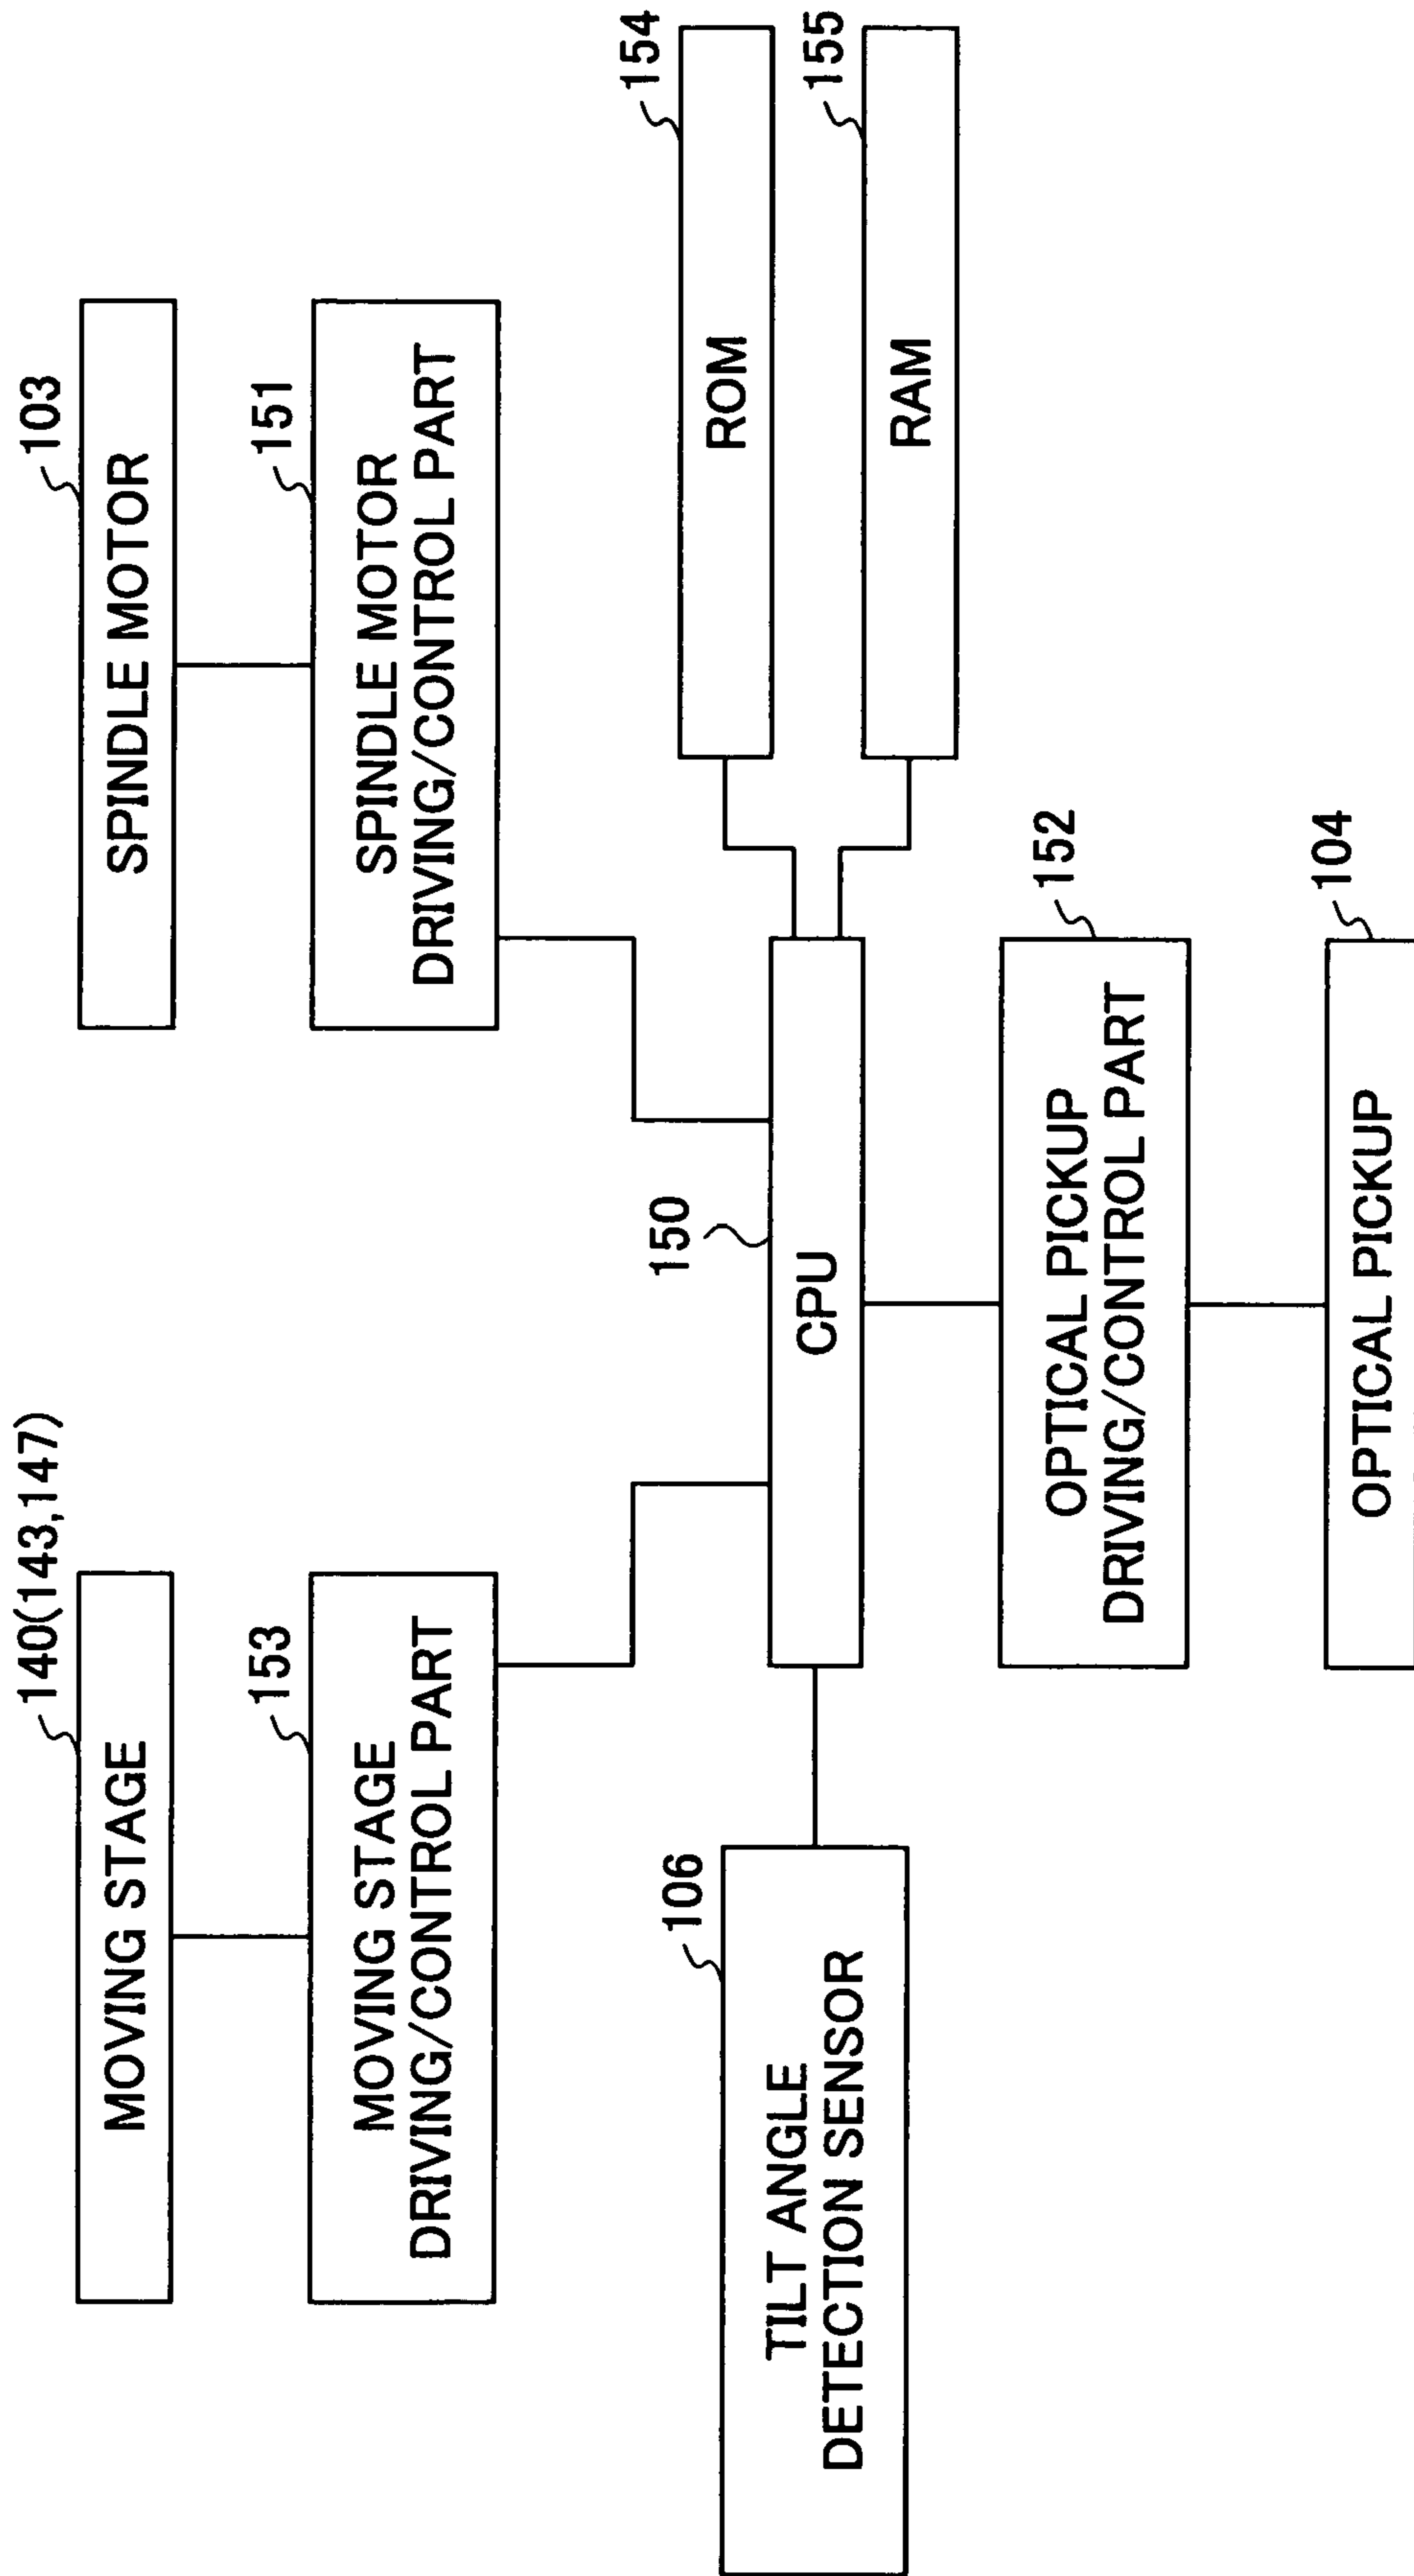 140(143,147)
MOVING STAGE
103
SPINDLE MOTOR
153
MOVING STAGE
DRIVING/CONTROL PART
151
SPINDLE MOTOR
DRIVING/CONTROL PART
106
TILT ANGLE
DETECTION SENSOR
150
CPU
154
ROM
155
RAM
152
OPTICAL PICKUP
DRIVING/CONTROL PART
104
OPTICAL PICKUP